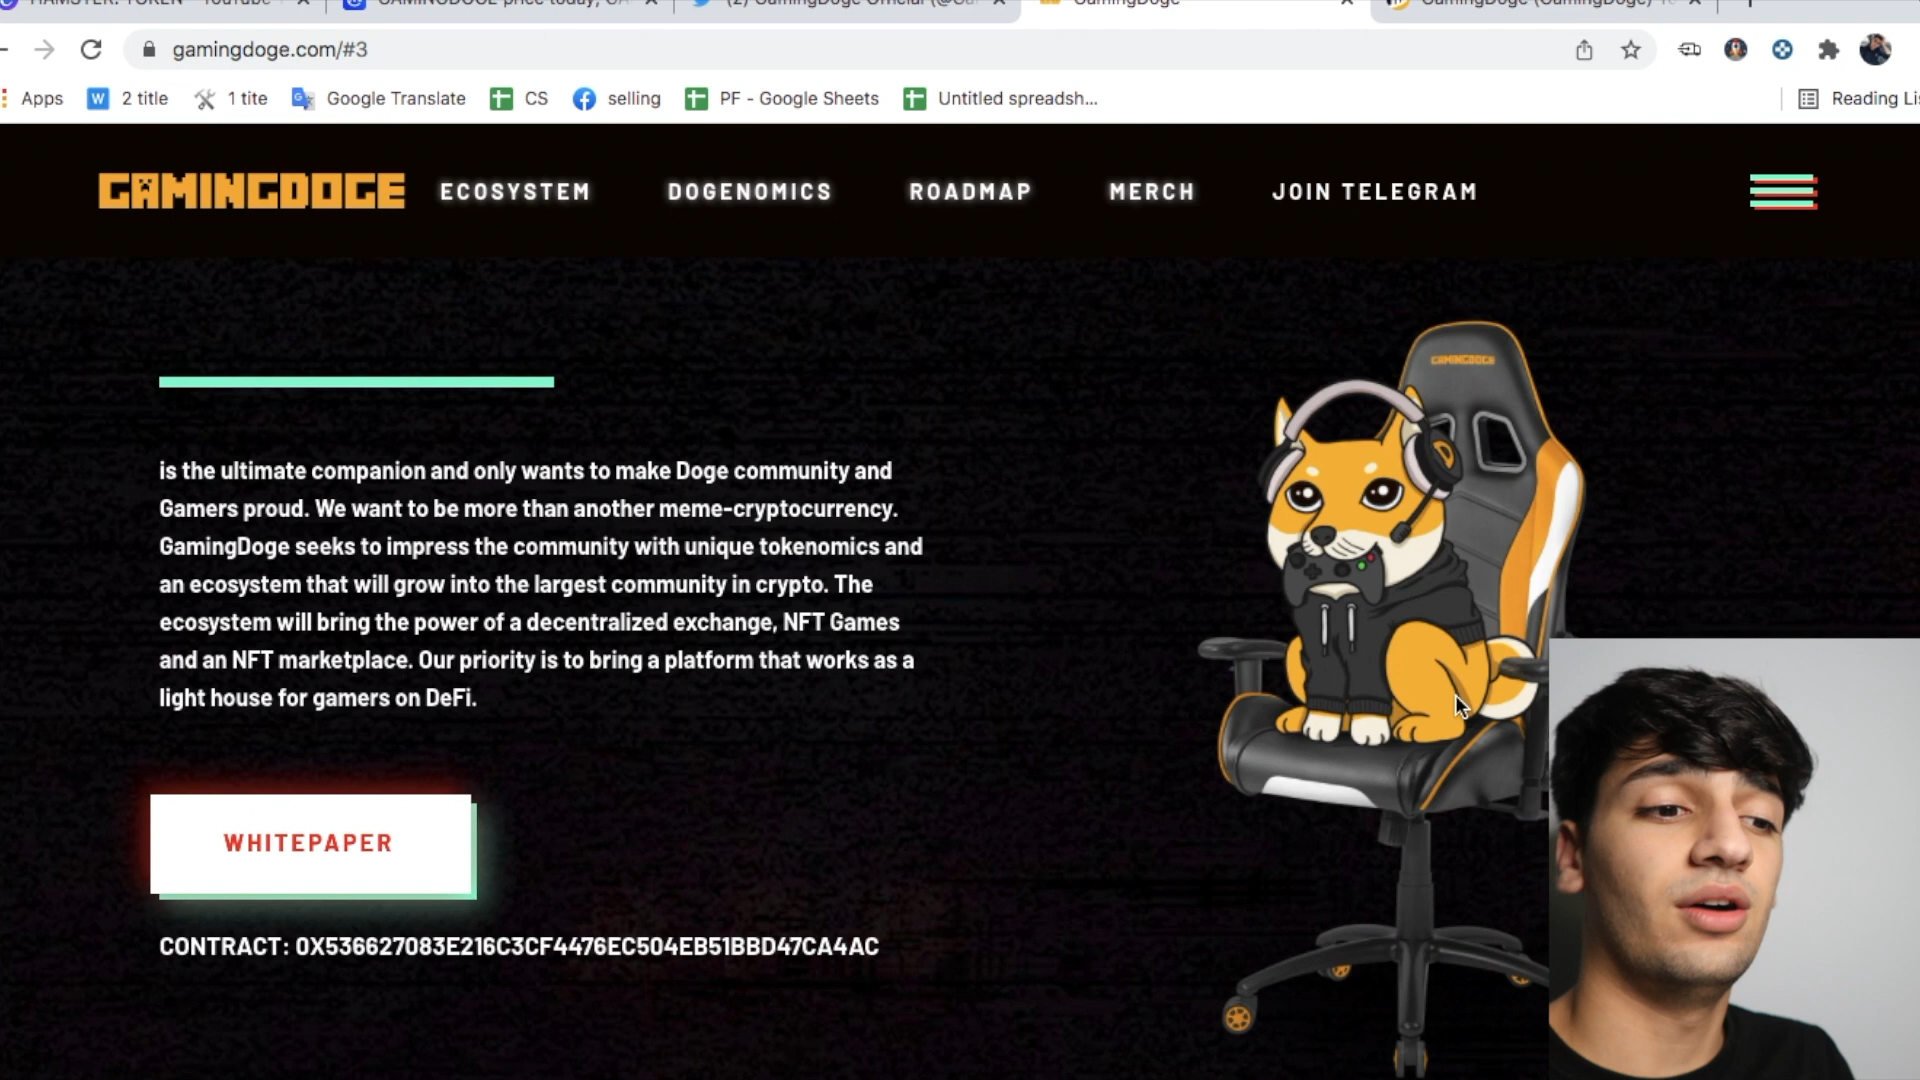 GamingDoge
gamingdoge.com/#3
Apps
2 title
1 tite
Google Translate
CS
selling
PF - Google Sheets
Untitled spreadsh...
Reading Lis
GAMINGDOGE
ECOSYSTEM
DOGENOMICS
ROADMAP
MERCH
JOIN TELEGRAM
GAMINGDOGE
is the ultimate companion and only wants to make Doge community and
Gamers proud. We want to be more than another meme-cryptocurrency.
GamingDoge seeks to impress the community with unique tokenomics and
an ecosystem that will grow into the largest community in crypto. The
ecosystem will bring the power of a decentralized exchange, NFT Games
and an NFT marketplace. Our priority is to bring a platform that works as a
light house for gamers on DeFi.
WHITEPAPER
CONTRACT: 0X536627083E216C3CF4476EC504EB51BBD47CA4AC